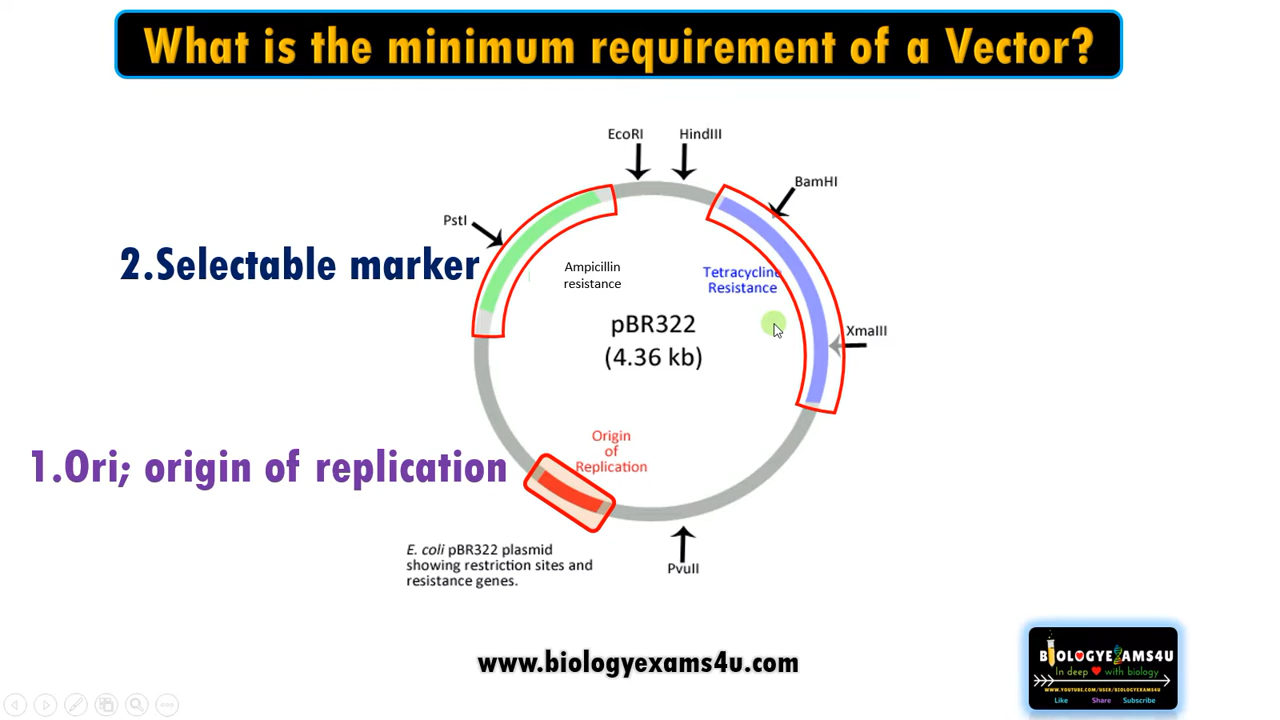 What is the minimum requirement of a Vector?
EcoRI
HindIII
BamHI
PstI
2.Selectable marker
Ampicillin
resistance
Tetracycline
Resistance
pBR322
(4.36 kb)
XmaIII
Origin
of
Replication
1.Ori; origin of replication
E. coli pBR322 plasmid
showing restriction sites and
resistance genes.
PvuII
www.biologyexams4u.com
BIOLOGYEXAMS4U
In deep with biology
WWW.YOUTUBE.COM/USER/BIOLOGYEXAMS4U
Like Share Subscribe